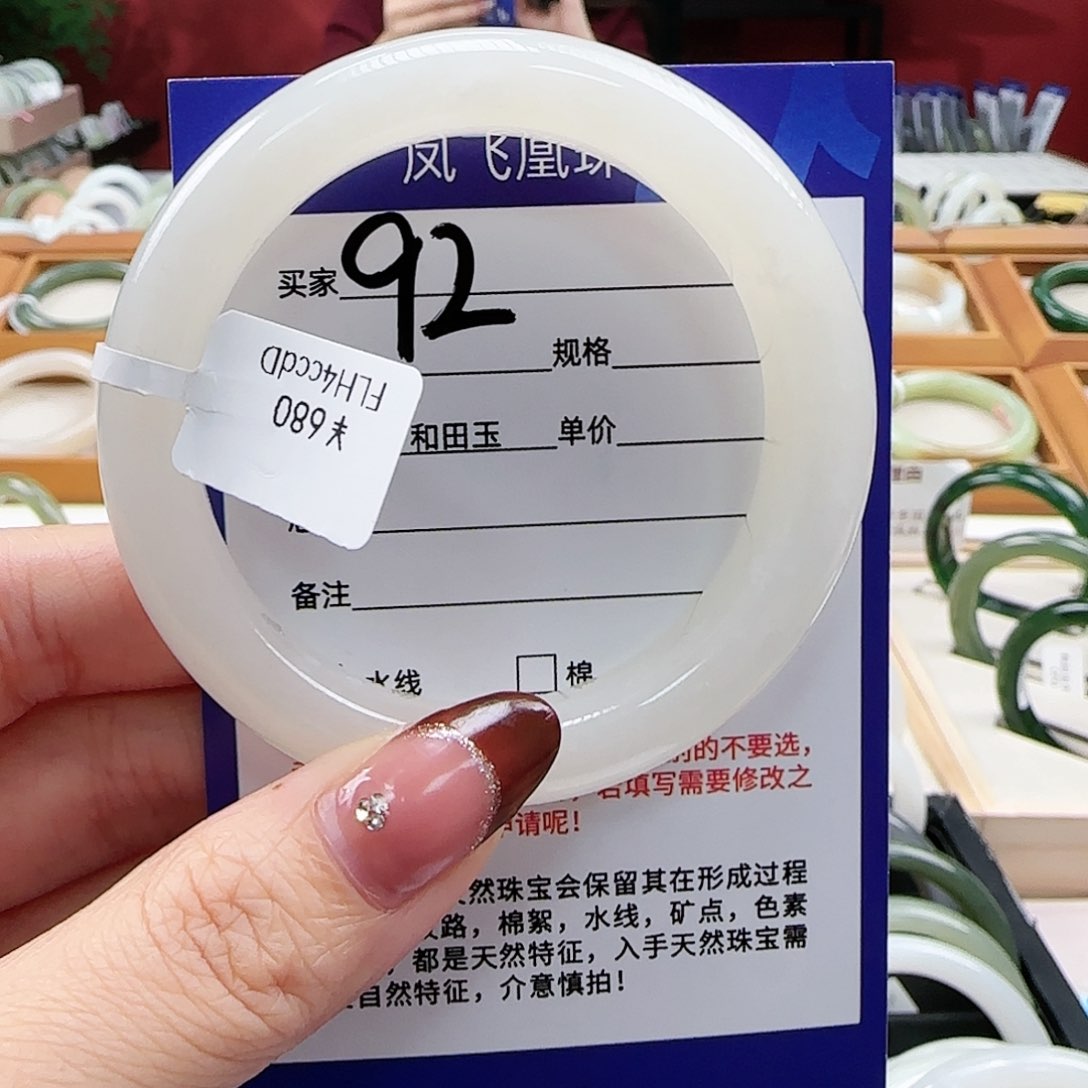 凤飞凰珠
买家 92
规格
和田玉 单价
备注
水线 □ 棉
的不要选，
若填写需要修改之
申请呢！
然珠宝会保留其在形成过程
路，棉絮，水线，矿点，色素
，都是天然特征，入手天然珠宝需
自然特征，介意慎拍！
FLH4ccdD
¥680